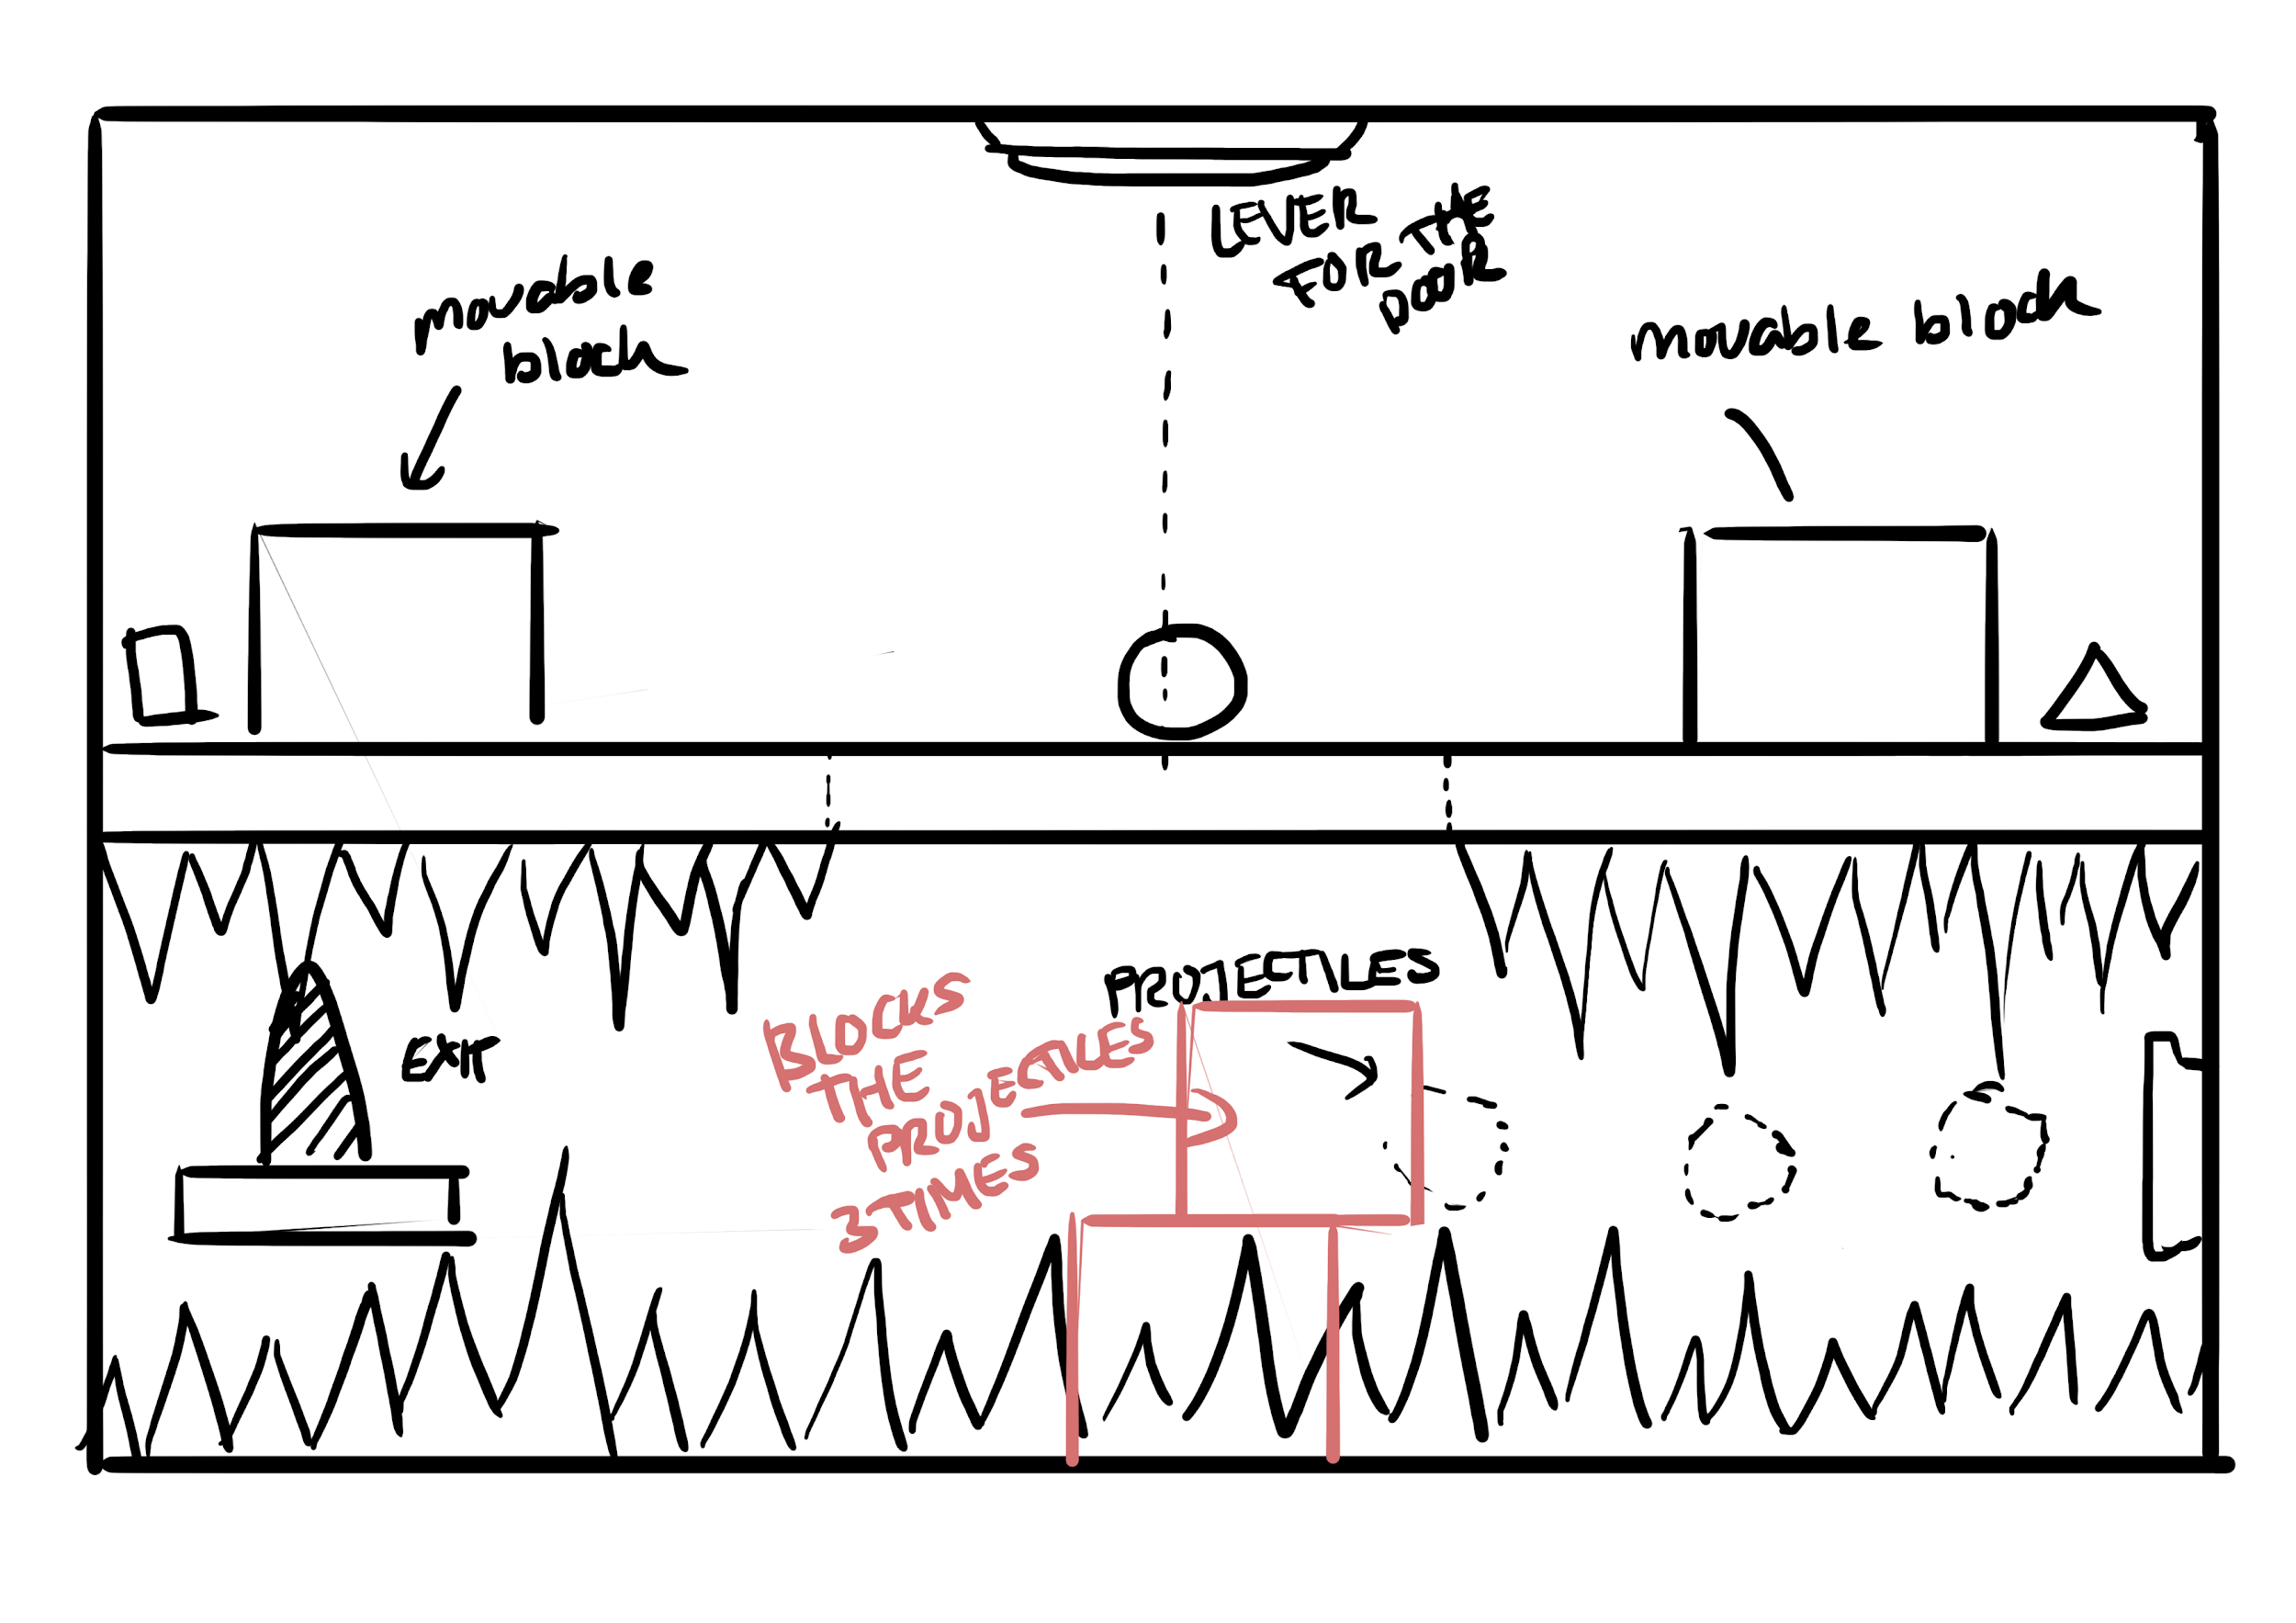 LEVER
FOR THE
DOOR
movable
block
movable block
PROJECTILES
EXIT
BLOCKS
THE
PROJECTILES
3 TIMES